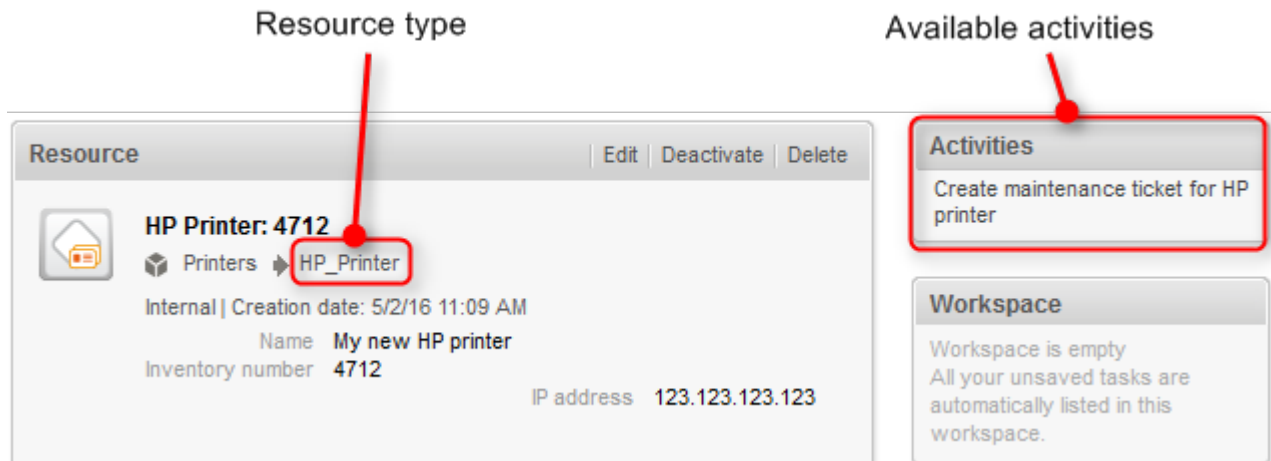 Resource type
Available activities
Resource | Edit | Deactivate | Delete
HP Printer: 4712
Printers HP_Printer
Internal | Creation date: 5/2/16 11:09 AM
Name My new HP printer
Inventory number 4712
IP address 123.123.123.123
Activities
Create maintenance ticket for HP
printer
Workspace
Workspace is empty
All your unsaved tasks are
automatically listed in this
workspace.